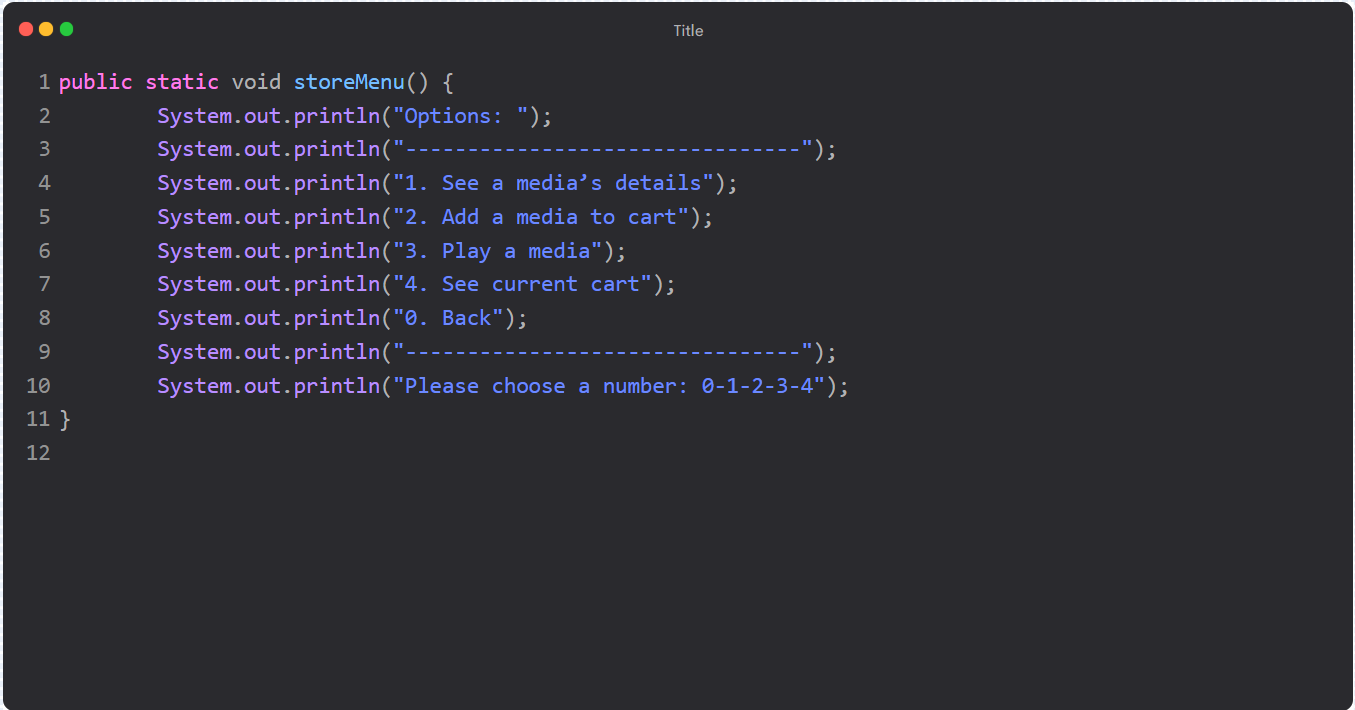 Title
1 public static void storeMenu() {
2         System.out.println("Options: ");
3         System.out.println("--------------------------------");
4         System.out.println("1. See a media’s details");
5         System.out.println("2. Add a media to cart");
6         System.out.println("3. Play a media");
7         System.out.println("4. See current cart");
8         System.out.println("0. Back");
9         System.out.println("--------------------------------");
10         System.out.println("Please choose a number: 0-1-2-3-4");
11 }
12